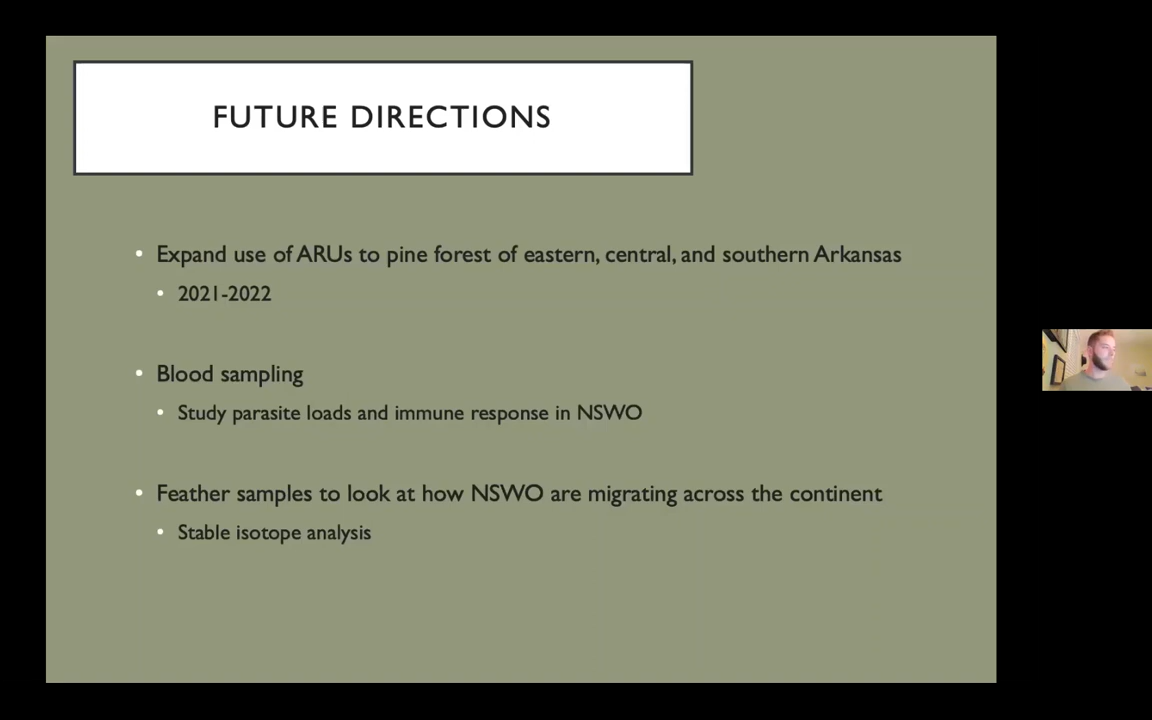 FUTURE DIRECTIONS
• Expand use of ARUs to pine forest of eastern, central, and southern Arkansas
• 2021-2022
• Blood sampling
• Study parasite loads and immune response in NSWO
• Feather samples to look at how NSWO are migrating across the continent
• Stable isotope analysis